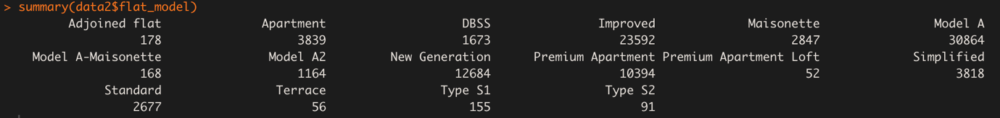 > summary(data2$flat_model)
Adjoined flat Apartment DBSS Improved Maisonette Model A
178 3839 1673 23592 2847 30864
Model A-Maisonette Model A2 New Generation Premium Apartment Premium Apartment Loft Simplified
168 1164 12684 10394 52 3818
Standard Terrace Type S1 Type S2
2677 56 155 91